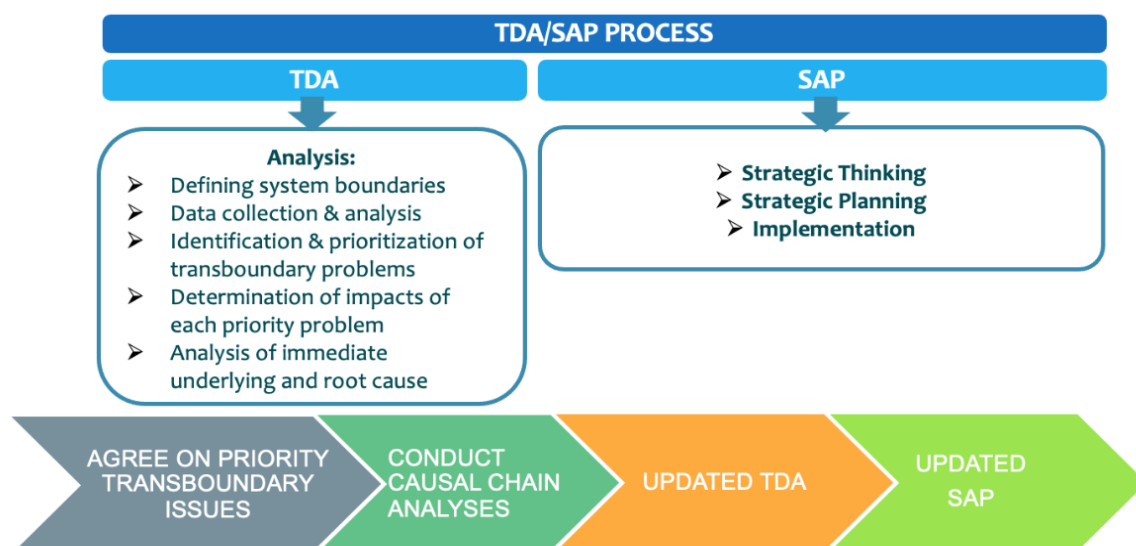 TDA/SAP PROCESS
TDA
SAP
Analysis:
➢ Defining system boundaries
➢ Data collection & analysis
➢ Identification & prioritization of
transboundary problems
➢ Determination of impacts of
each priority problem
➢ Analysis of immediate
underlying and root cause
➢ Strategic Thinking
➢ Strategic Planning
➢ Implementation
AGREE ON PRIORITY
TRANSBOUNDARY
ISSUES
CONDUCT
CAUSAL CHAIN
ANALYSES
UPDATED TDA
UPDATED
SAP